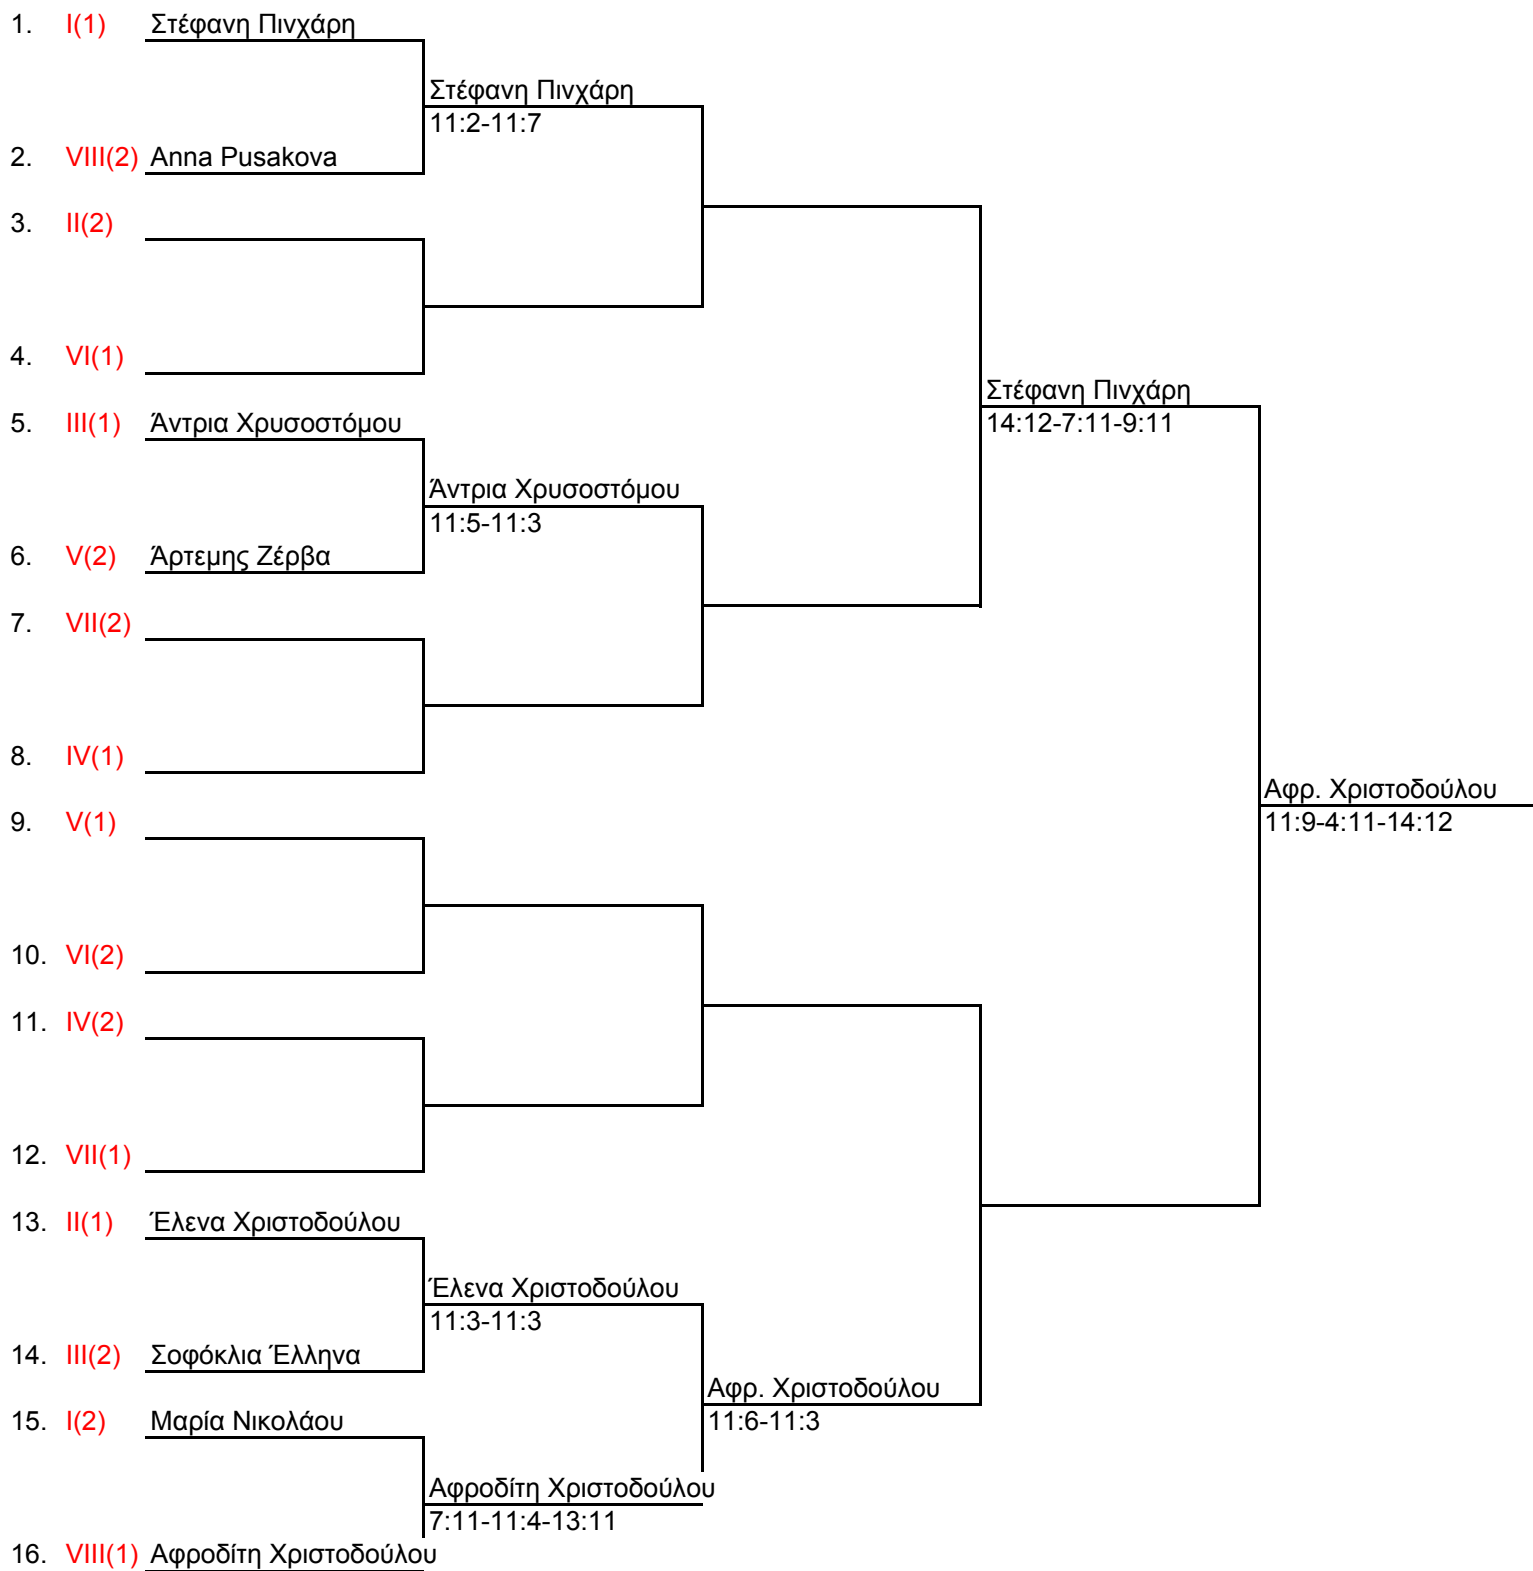 1. I(1) Στέφανη Πινχάρη
Στέφανη Πινχάρη
11:2-11:7
2. VIII(2) Anna Pusakova
3. II(2)
4. VI(1)
Στέφανη Πινχάρη
14:12-7:11-9:11
5. III(1) Άντρια Χρυσοστόμου
Άντρια Χρυσοστόμου
11:5-11:3
6. V(2) Άρτεμης Ζέρβα
7. VII(2)
8. IV(1)
Αφρ. Χριστοδούλου
11:9-4:11-14:12
9. V(1)
10. VI(2)
11. IV(2)
12. VII(1)
13. II(1) Έλενα Χριστοδούλου
Έλενα Χριστοδούλου
11:3-11:3
14. III(2) Σοφόκλια Έλληνα
Αφρ. Χριστοδούλου
11:6-11:3
15. I(2) Μαρία Νικολάου
Αφροδίτη Χριστοδούλου
7:11-11:4-13:11
16. VIII(1) Αφροδίτη Χριστοδούλου